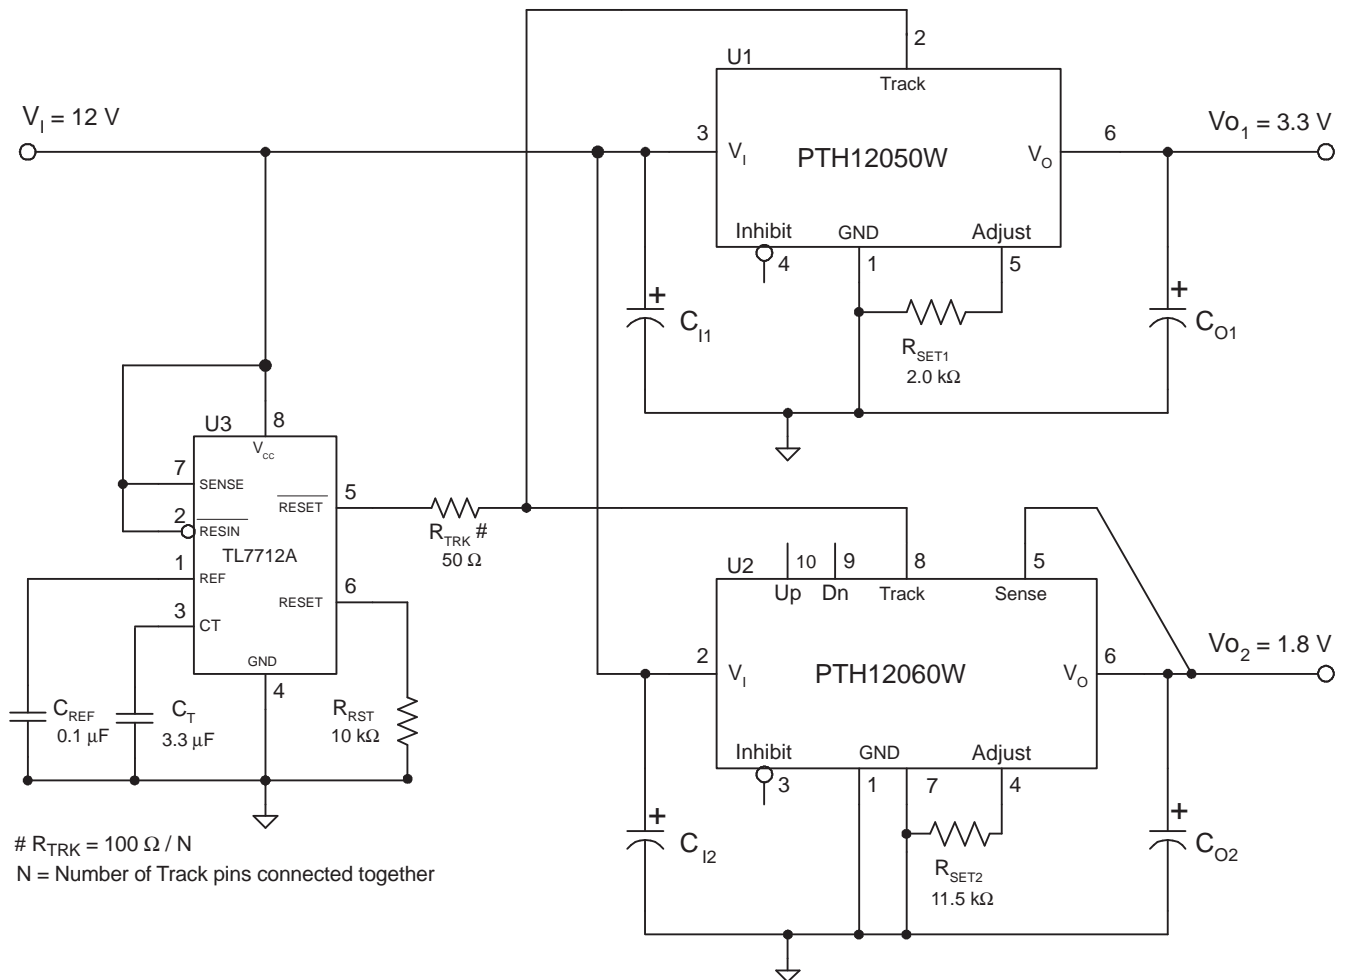 V_I = 12 V
U1
2
Track
3
V_I
PTH12050W
V_O
6
Vo_1 = 3.3 V
Inhibit
GND
Adjust
4
1
5
+
C_I1
R_SET1
2.0 kΩ
+
C_O1
U3
8
V_cc
7
SENSE
2
RESIN
TL7712A
1
REF
3
CT
RESET
5
RESET
6
GND
4
R_TRK #
50 Ω
C_REF
0.1 μF
C_T
3.3 μF
R_RST
10 kΩ
U2
10
9
8
5
Up
Dn
Track
Sense
2
V_I
PTH12060W
V_O
6
Vo_2 = 1.8 V
Inhibit
GND
Adjust
3
1
7
4
+
C_I2
R_SET2
11.5 kΩ
+
C_O2
# R_TRK = 100 Ω / N
N = Number of Track pins connected together